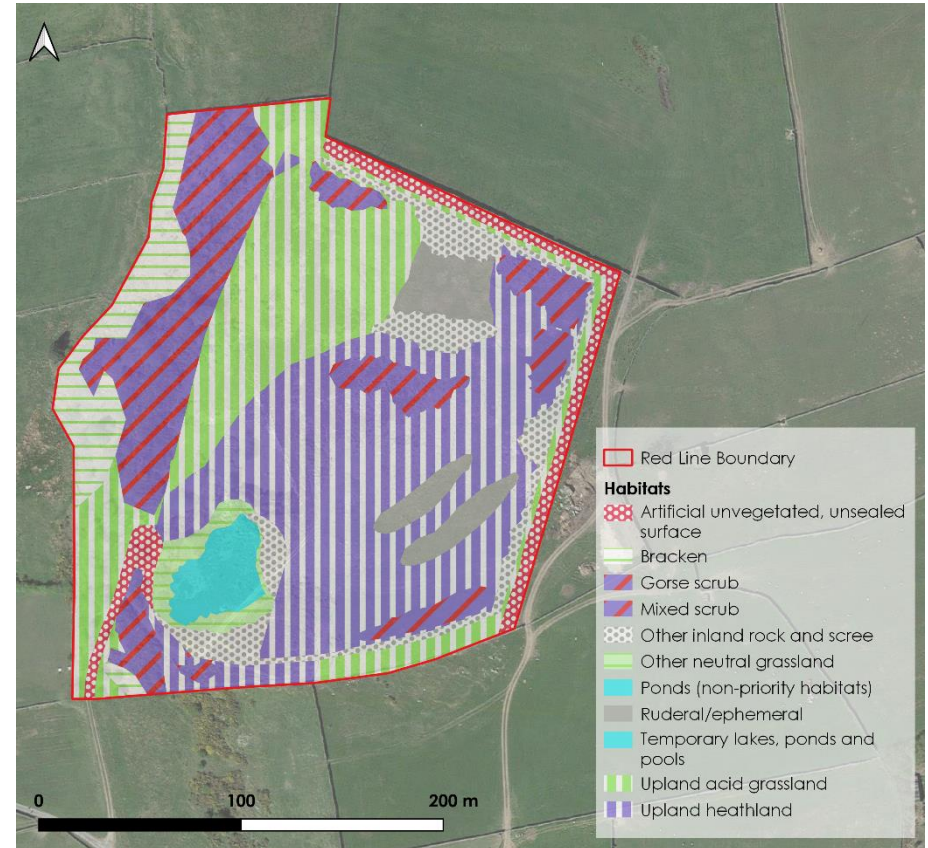 Red Line Boundary
Habitats
Artificial unvegetated, unsealed
surface
Bracken
Gorse scrub
Mixed scrub
Other inland rock and scree
Other neutral grassland
Ponds (non-priority habitats)
Ruderal/ephemeral
Temporary lakes, ponds and
pools
Upland acid grassland
Upland heathland
0 100 200 m